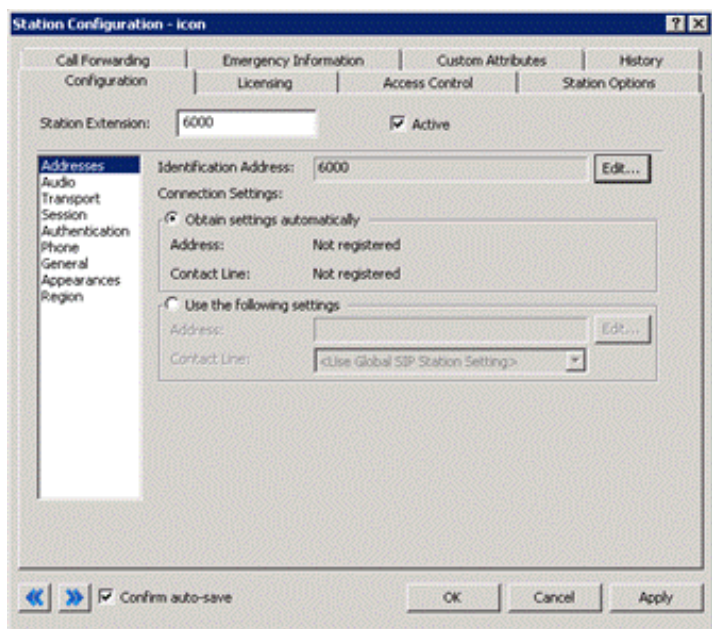 Station Configuration - icon
Call Forwarding Emergency Information Custom Attributes History
Configuration Licensing Access Control Station Options
Station Extension: 6000 Active
Addresses
Audio
Transport
Session
Authentication
Phone
General
Appearances
Region
Identification Address: 6000 Edit...
Connection Settings:
Obtain settings automatically
Address: Not registered
Contact Line: Not registered
Use the following settings
Address: Edit...
Contact Line: <Use Global SIP Station Setting>
Confirm auto-save OK Cancel Apply